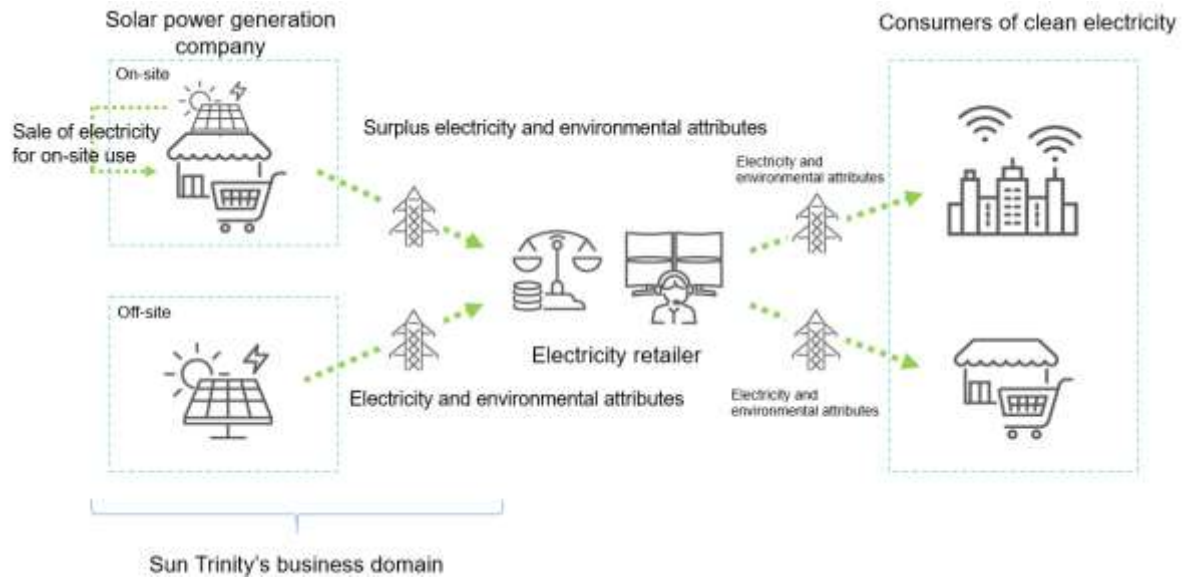 Solar power generation
company
Consumers of clean electricity
On-site
Sale of electricity
for on-site use
Surplus electricity and environmental attributes
Electricity and
environmental attributes
Off-site
Electricity retailer
Electricity and environmental attributes
Electricity and
environmental attributes
Sun Trinity's business domain